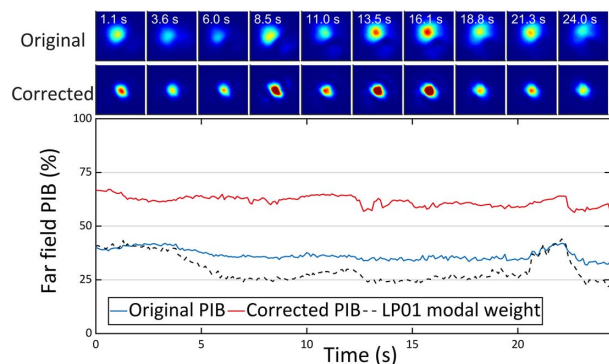 1.1 s 3.6 s 6.0 s 8.5 s 11.0 s 13.5 s 16.1 s 18.8 s 21.3 s 24.0 s
Original
Corrected
100
75
50
25
0
Far field PIB (%)
Original PIB Corrected PIB LP01 modal weight
0 5 10 15 20
Time (s)